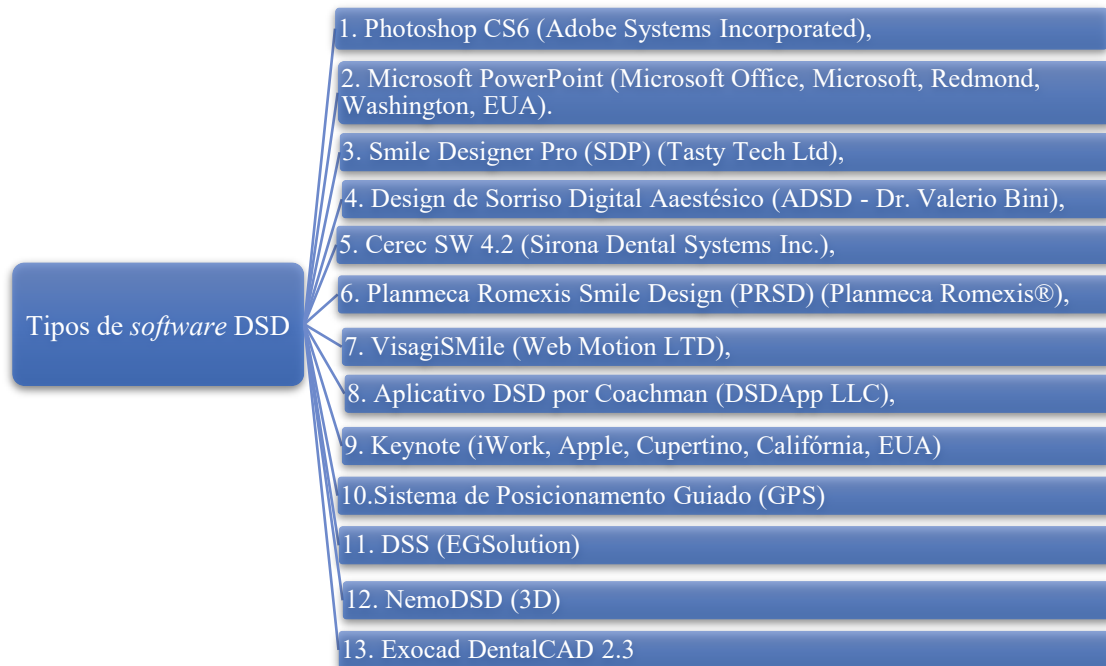 Tipos de software DSD
1. Photoshop CS6 (Adobe Systems Incorporated),
2. Microsoft PowerPoint (Microsoft Office, Microsoft, Redmond,
Washington, EUA).
3. Smile Designer Pro (SDP) (Tasty Tech Ltd),
4. Design de Sorriso Digital Aaestésico (ADSD - Dr. Valerio Bini),
5. Cerec SW 4.2 (Sirona Dental Systems Inc.),
6. Planmeca Romexis Smile Design (PRSD) (Planmeca Romexis®),
7. VisagiSMile (Web Motion LTD),
8. Aplicativo DSD por Coachman (DSDApp LLC),
9. Keynote (iWork, Apple, Cupertino, Califórnia, EUA)
10.Sistema de Posicionamento Guiado (GPS)
11. DSS (EGSolution)
12. NemoDSD (3D)
13. Exocad DentalCAD 2.3